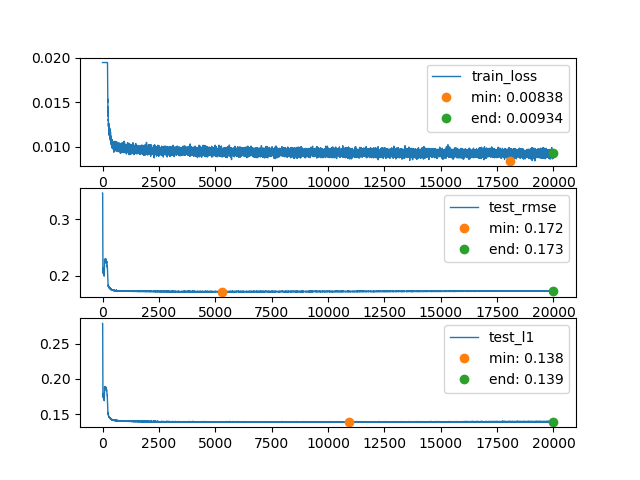 0.020
0.015
0.010
train_loss
min: 0.00838
end: 0.00934
0 2500 5000 7500 10000 12500 15000 17500 20000
0.3
0.2
test_rmse
min: 0.172
end: 0.173
0 2500 5000 7500 10000 12500 15000 17500 20000
0.25
0.20
0.15
test_l1
min: 0.138
end: 0.139
0 2500 5000 7500 10000 12500 15000 17500 20000